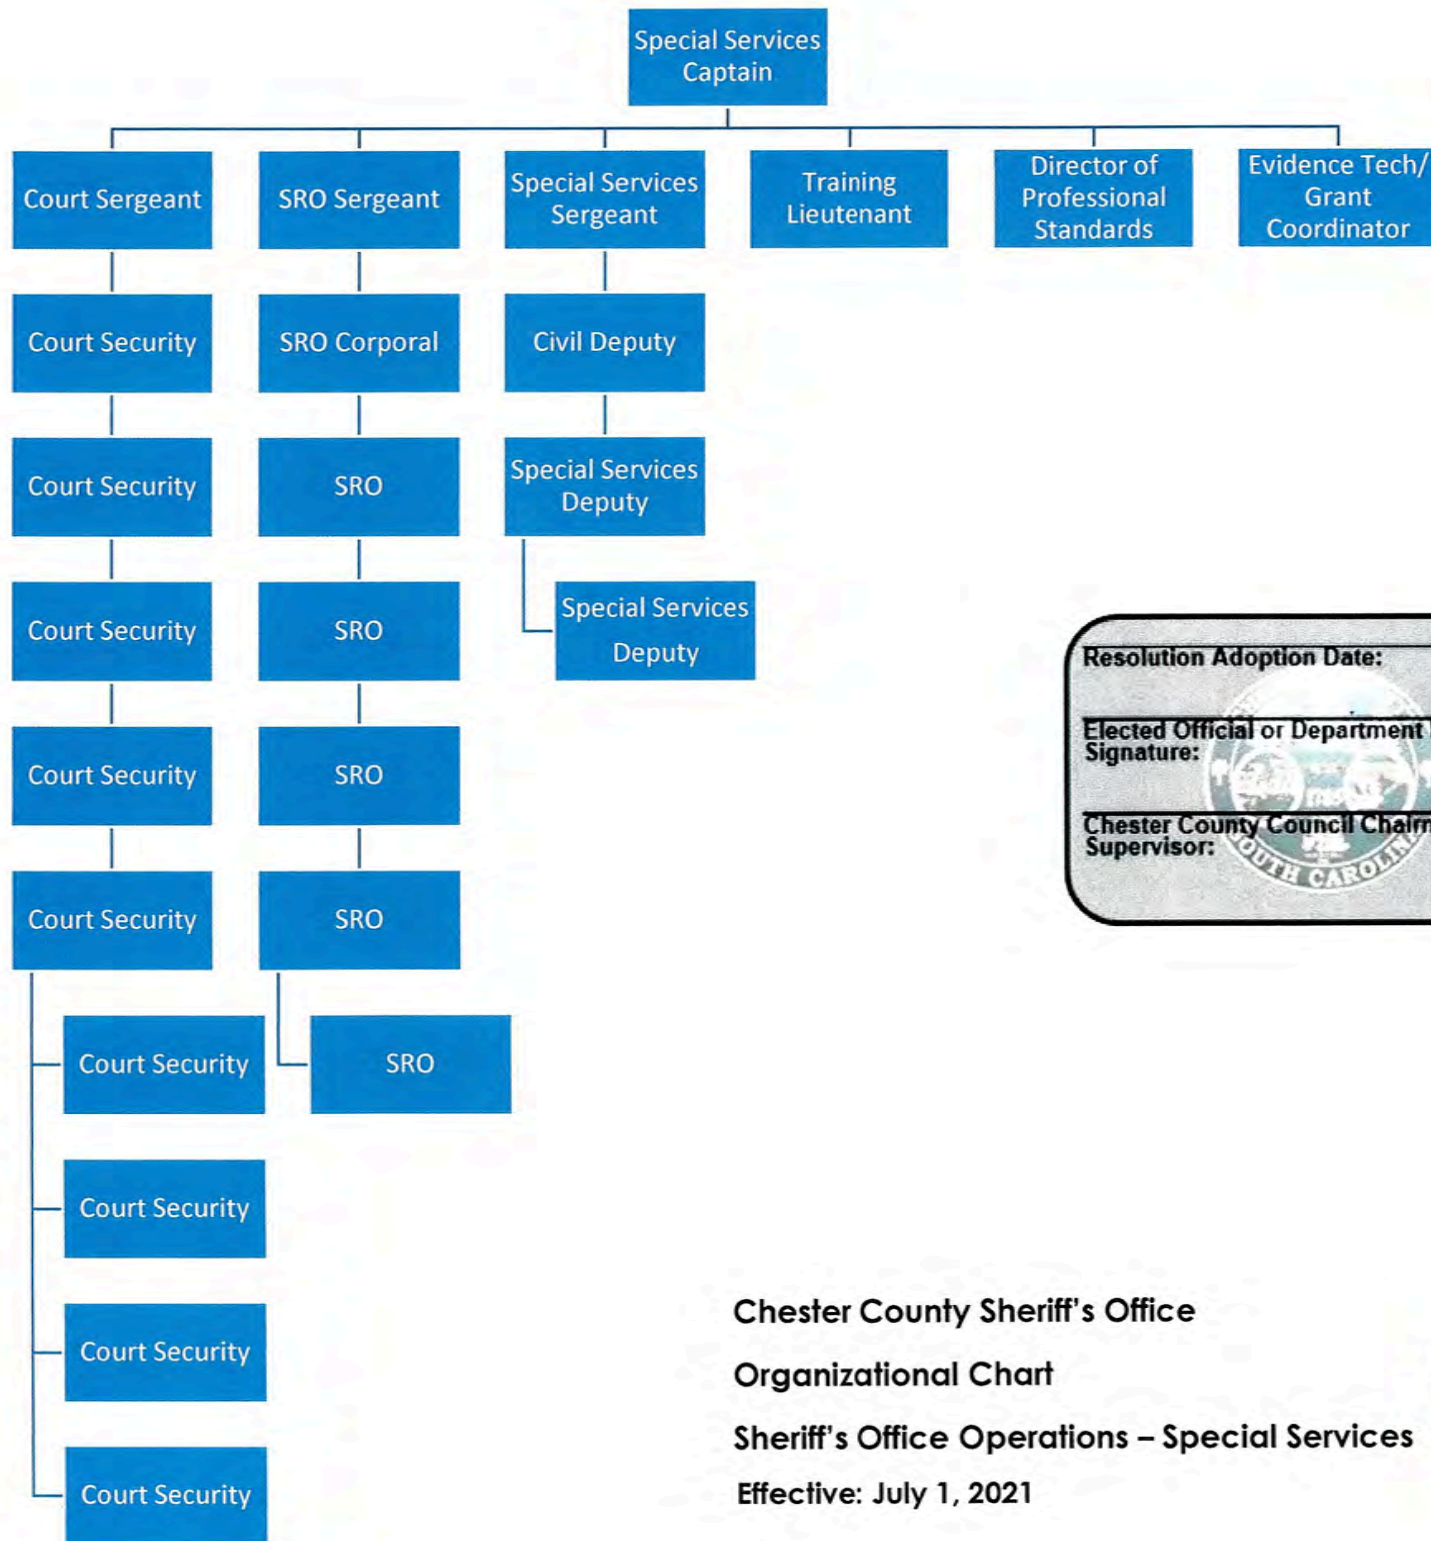 Special Services
Captain
Court Sergeant
SRO Sergeant
Special Services
Sergeant
Training
Lieutenant
Director of
Professional
Standards
Evidence Tech/
Grant
Coordinator
Court Security
SRO Corporal
Civil Deputy
Court Security
SRO
Special Services
Deputy
Court Security
SRO
Special Services
Deputy
Court Security
SRO
Court Security
SRO
Court Security
SRO
Court Security
Court Security
Court Security
Resolution Adoption Date:
Elected Official or Department
Signature:
Chester County Council
Supervisor:
SOUTH CAROLINA
Chester County Sheriff's Office
Organizational Chart
Sheriff's Office Operations – Special Services
Effective: July 1, 2021